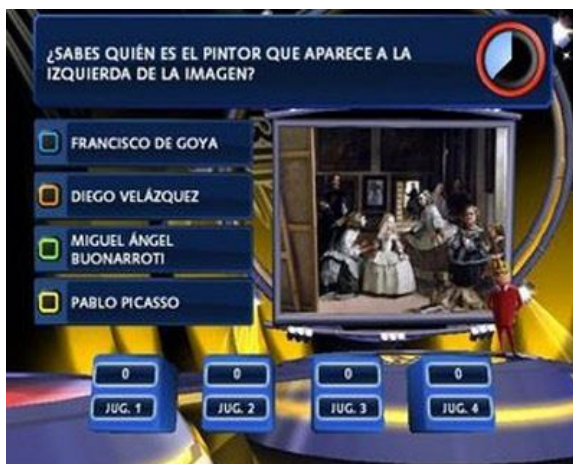 ¿SABES QUIÉN ES EL PINTOR QUE APARECE A LA
IZQUIERDA DE LA IMAGEN?
FRANCISCO DE GOYA
DIEGO VELÁZQUEZ
MIGUEL ÁNGEL
BUONARROTI
PABLO PICASSO
0
0
0
0
JUG. 1
JUG. 2
JUG. 3
JUG. 4